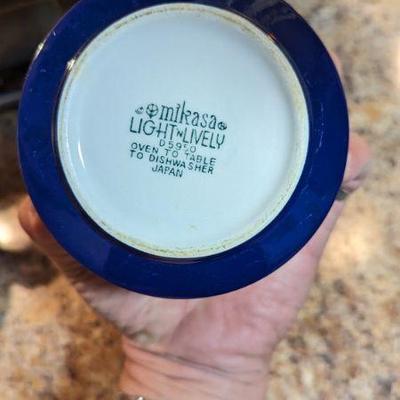 mikasa
LIGHT 'N LIVELY
D5950
OVEN TO TABLE
TO DISHWASHER
JAPAN